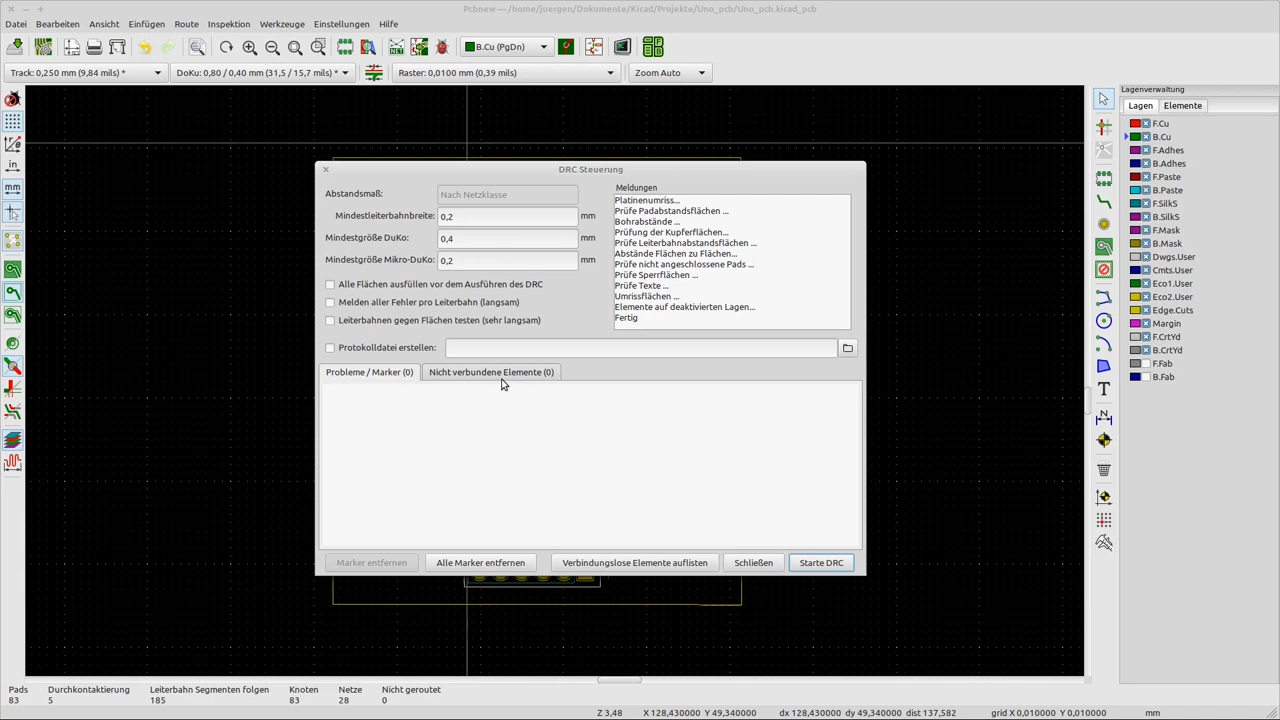 Pcbnew — /home/juergen/Dokumente/Kicad/Projekte/Uno_pcb/Uno_pcb.kicad_pcb
Datei Bearbeiten Ansicht Einfügen Route Inspektion Werkzeuge Einstellungen Hilfe
NET
B.Cu (PgDn)
Track: 0,250 mm (9,84 mils) *
DoKu: 0,80 / 0,40 mm (31,5 / 15,7 mils) *
Raster: 0,0100 mm (0,39 mils)
Zoom Auto
in
mm
Lagenverwaltung
Lagen Elemente
F.Cu
B.Cu
F.Adhes
B.Adhes
F.Paste
B.Paste
F.SilkS
B.SilkS
F.Mask
B.Mask
Dwgs.User
Cmts.User
Eco1.User
Eco2.User
Edge.Cuts
Margin
F.CrtYd
B.CrtYd
F.Fab
B.Fab
DRC Steuerung
Abstandsmaß: Nach Netzklasse
Mindestleiterbahnbreite: 0,2 mm
Mindestgröße DuKo: 0,4 mm
Mindestgröße Mikro-DuKo: 0,2 mm
Alle Flächen ausfüllen vor dem Ausführen des DRC
Melden aller Fehler pro Leiterbahn (langsam)
Leiterbahnen gegen Flächen testen (sehr langsam)
Meldungen
Platinenumriss...
Prüfe Padabstandsflächen ...
Bohrabstände ...
Prüfung der Kupferflächen...
Prüfe Leiterbahnabstandsflächen ...
Abstände Flächen zu Flächen...
Prüfe nicht angeschlossene Pads ...
Prüfe Sperrflächen ...
Prüfe Texte ...
Umrissflächen ...
Elemente auf deaktivierten Lagen...
Fertig
Protokolldatei erstellen:
Probleme / Marker (0) Nicht verbundene Elemente (0)
Marker entfernen Alle Marker entfernen Verbindungslose Elemente auflisten Schließen Starte DRC
Pads Durchkontaktierung Leiterbahn Segmenten folgen Knoten Netze Nicht geroutet
83 5 185 83 28 0
Z 3,48 X 128,430000 Y 49,340000 dx 128,430000 dy 49,340000 dist 137,582 grid X 0,010000 Y 0,010000 mm